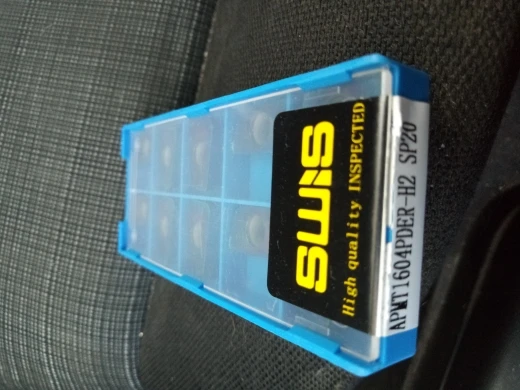 SWIS
High quality INSPECTED
APMT1604PDER-H2 SP20